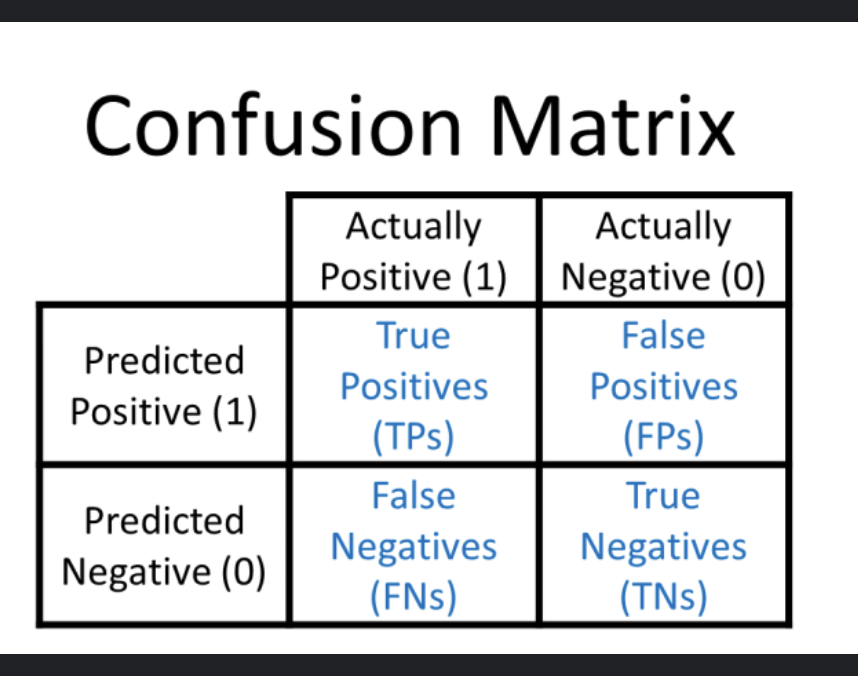 Confusion Matrix
Actually
Positive (1)
Actually
Negative (0)
Predicted
Positive (1)
True
Positives
(TPs)
False
Positives
(FPs)
Predicted
Negative (0)
False
Negatives
(FNs)
True
Negatives
(TNs)